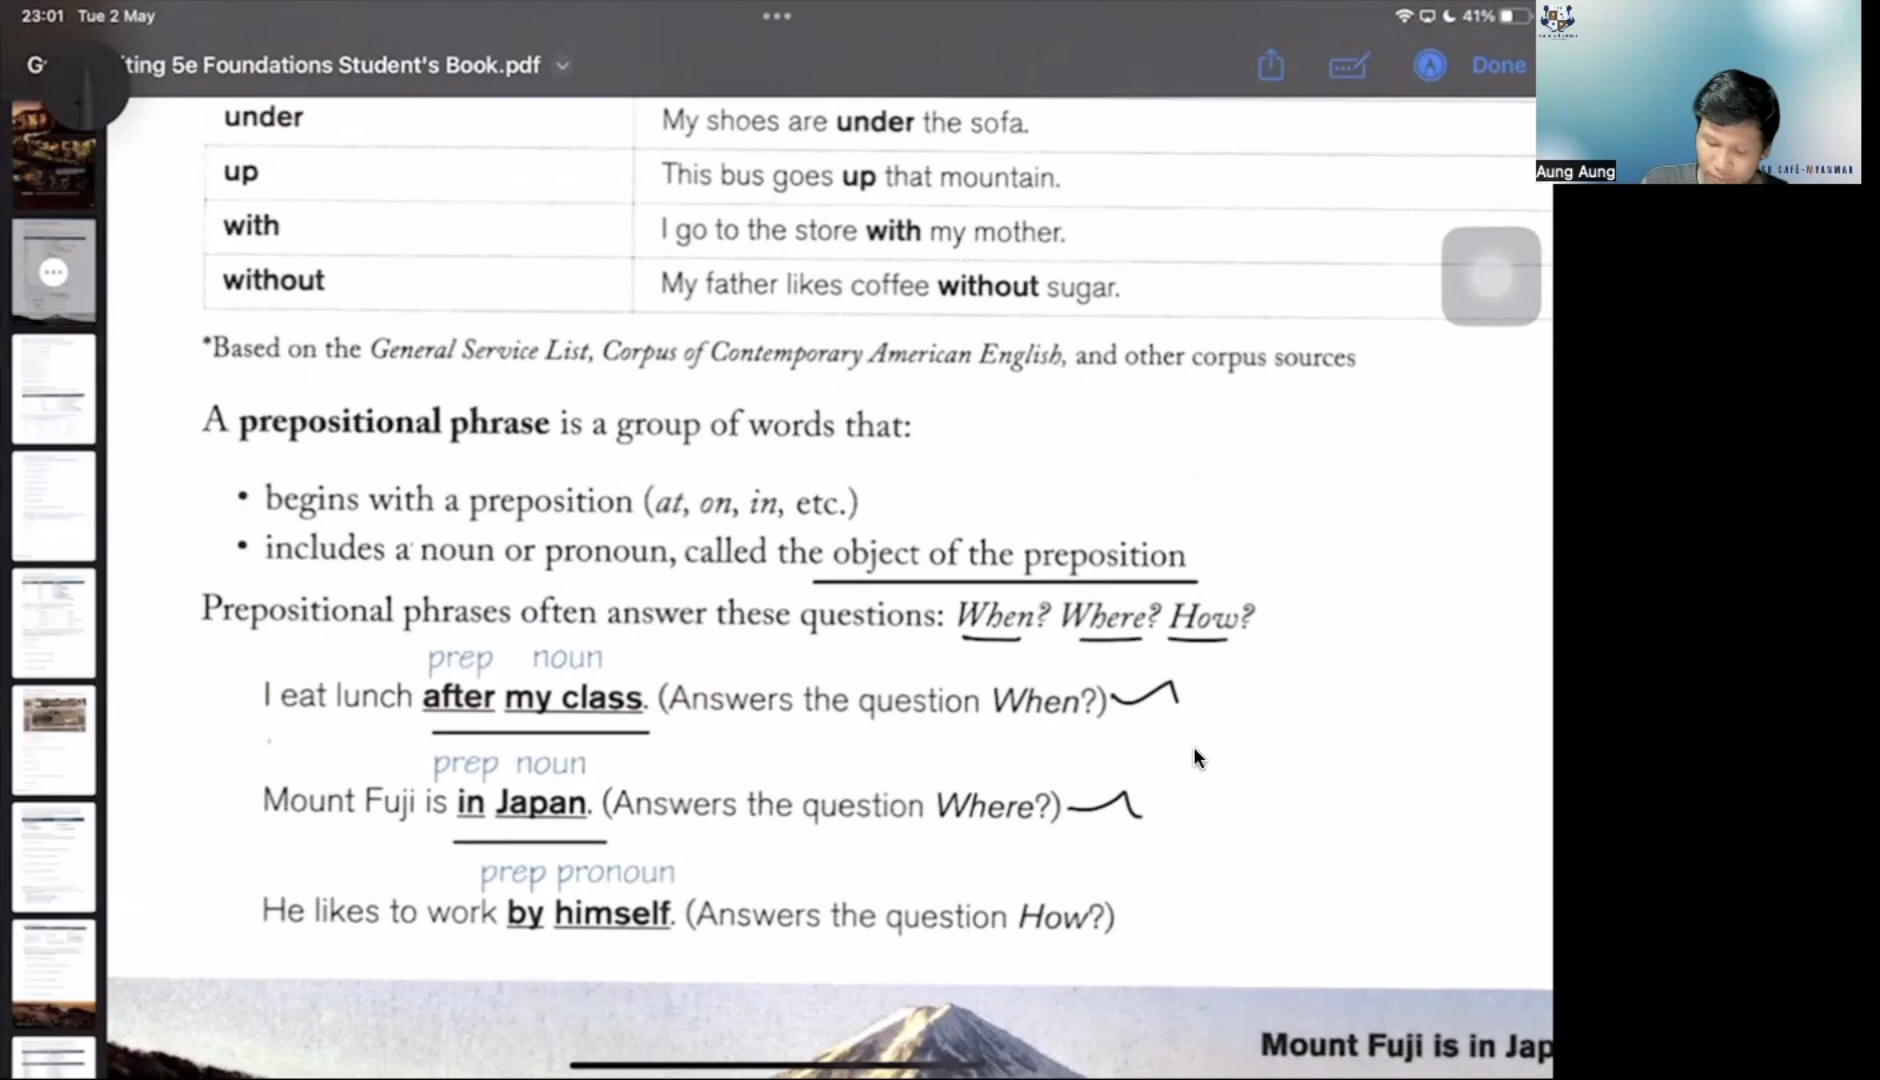 23:01 Tue 2 May
41%
ting 5e Foundations Student's Book.pdf
Done
Aung Aung
under My shoes are under the sofa.
up This bus goes up that mountain.
with I go to the store with my mother.
without My father likes coffee without sugar.
*Based on the General Service List, Corpus of Contemporary American English, and other corpus sources
A prepositional phrase is a group of words that:
• begins with a preposition (at, on, in, etc.)
• includes a noun or pronoun, called the object of the preposition
Prepositional phrases often answer these questions: When? Where? How?
prep noun
I eat lunch after my class. (Answers the question When?)
prep noun
Mount Fuji is in Japan. (Answers the question Where?)
prep pronoun
He likes to work by himself. (Answers the question How?)
Mount Fuji is in Jap